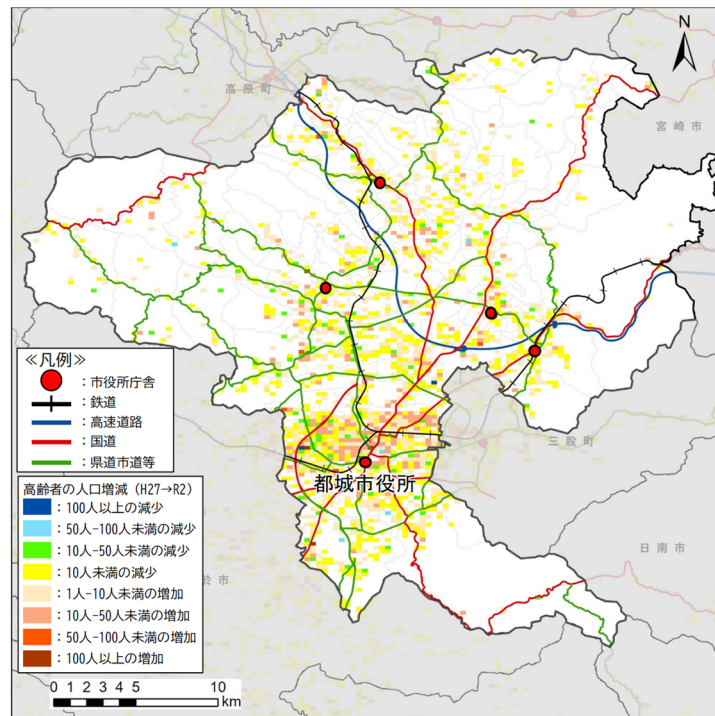 N
高原町
宮崎市
≪凡例≫
：市役所庁舎
：鉄道
：高速道路
：国道
：県道市道等
三股町
都城市役所
高齢者の人口増減（H27→R2）
：100人以上の減少
：50人-100人未満の減少
：10人-50人未満の減少
：10人未満の減少
：1人-10人未満の増加
：10人-50人未満の増加
：50人-100人未満の増加
：100人以上の増加
日南市
於市
0 1 2 3 4 5 10
km